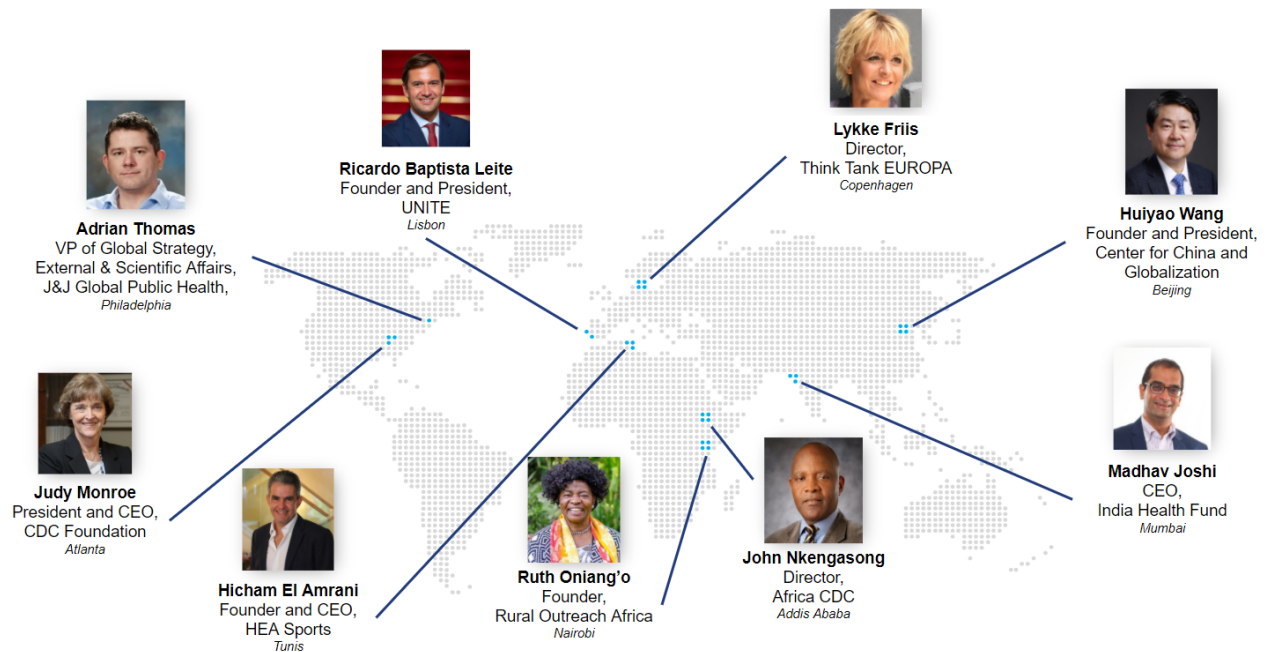 Ricardo Baptista Leite
Founder and President,
UNITE
Lisbon
Lykke Friis
Director,
Think Tank EUROPA
Copenhagen
Adrian Thomas
VP of Global Strategy,
External & Scientific Affairs,
J&J Global Public Health,
Philadelphia
Huiyao Wang
Founder and President,
Center for China and
Globalization
Beijing
Judy Monroe
President and CEO,
CDC Foundation
Atlanta
Hicham El Amrani
Founder and CEO,
HEA Sports
Tunis
Ruth Oniang’o
Founder,
Rural Outreach Africa
Nairobi
John Nkengasong
Director,
Africa CDC
Addis Ababa
Madhav Joshi
CEO,
India Health Fund
Mumbai